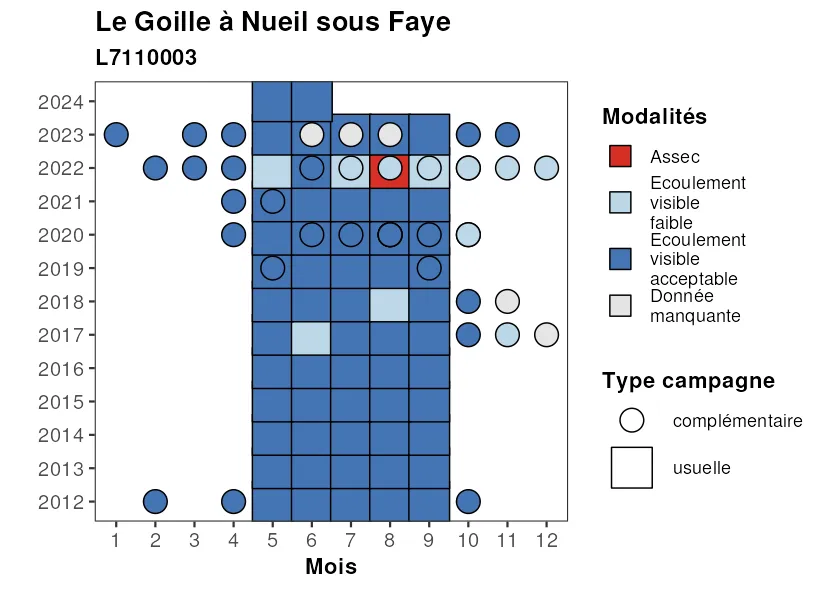 Le Goille à Nueil sous Faye
L7110003
2024
2023
2022
2021
2020
2019
2018
2017
2016
2015
2014
2013
2012
1 2 3 4 5 6 7 8 9 10 11 12
Mois
Modalités
Assec
Ecoulement
visible
faible
Ecoulement
visible
acceptable
Donnée
manquante
Type campagne
complémentaire
usuelle